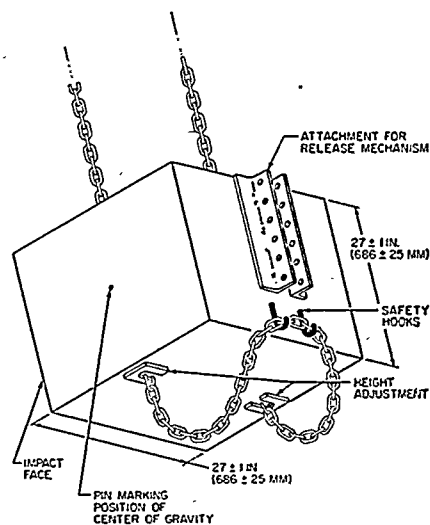 ATTACHMENT FOR
RELEASE MECHANISM
27 ± 1 IN.
(686 ± 25 MM)
SAFETY
HOOKS
HEIGHT
ADJUSTMENT
27 ± 1 IN
(686 ± 25 MM)
IMPACT
FACE
PIN MARKING
POSITION OF
CENTER OF GRAVITY